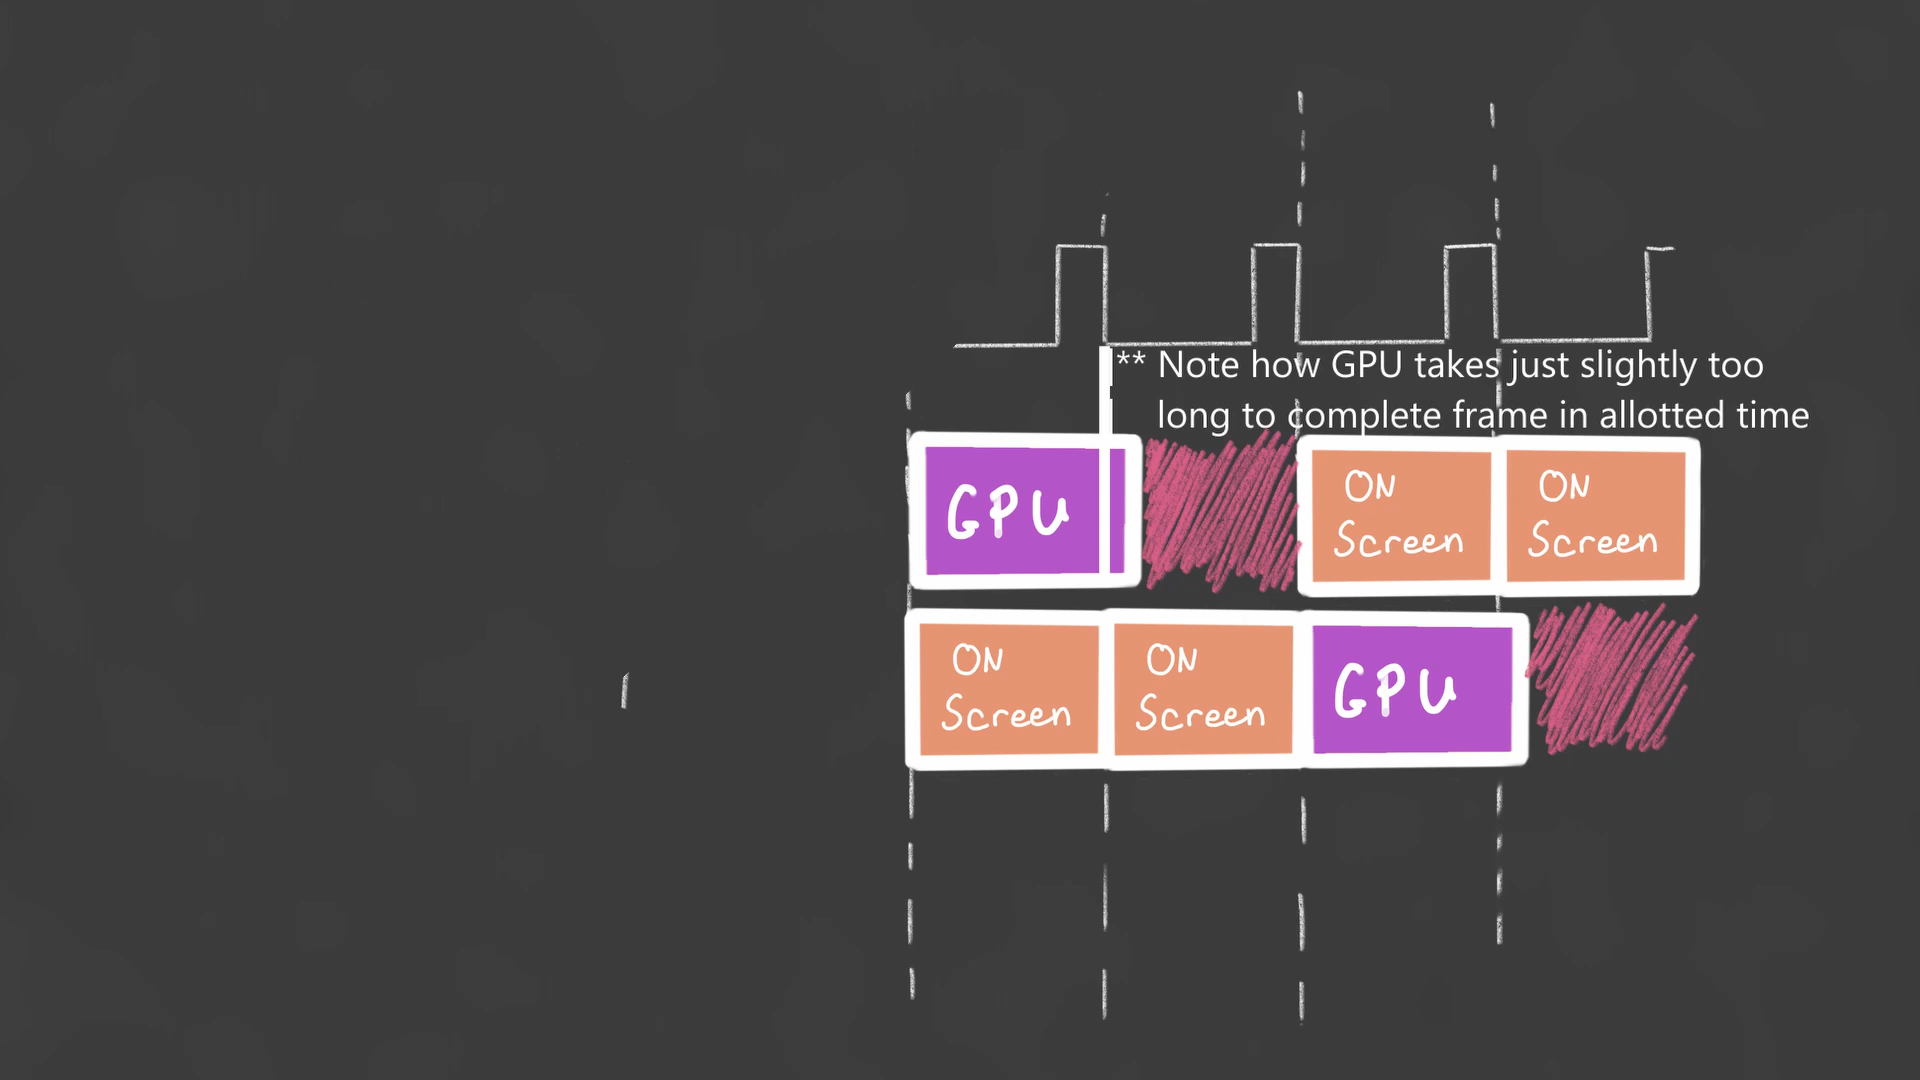 ** Note how GPU takes just slightly too
long to complete frame in allotted time
GPU
ON
Screen
ON
Screen
ON
Screen
ON
Screen
GPU